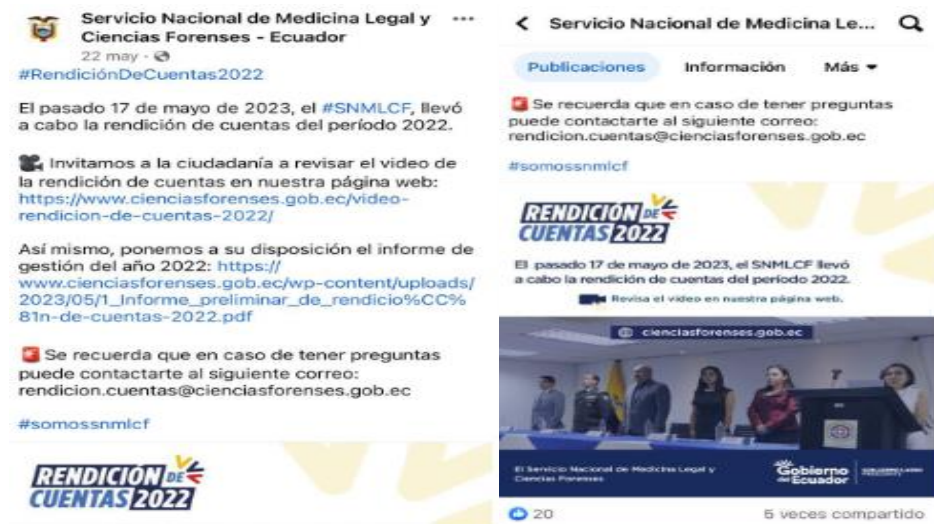 Servicio Nacional de Medicina Legal y ...
Ciencias Forenses - Ecuador
22 may ·
#RendiciónDeCuentas2022
El pasado 17 de mayo de 2023, el #SNMLCF, llevó
a cabo la rendición de cuentas del período 2022.
Invitamos a la ciudadanía a revisar el video de
la rendición de cuentas en nuestra página web:
https://www.cienciasforenses.gob.ec/video-
rendicion-de-cuentas-2022/
Así mismo, ponemos a su disposición el informe de
gestión del año 2022: https://
www.cienciasforenses.gob.ec/wp-content/uploads/
2023/05/1_Informe_preliminar_de_rendicio%CC%
81n-de-cuentas-2022.pdf
Se recuerda que en caso de tener preguntas
puede contactarte al siguiente correo:
rendicion.cuentas@cienciasforenses.gob.ec
#somossnmlcf
RENDICIÓN DE
CUENTAS 2022
Servicio Nacional de Medicina Le...
Publicaciones Información Más
Se recuerda que en caso de tener preguntas
puede contactarte al siguiente correo:
rendicion.cuentas@cienciasforenses.gob.ec
#somossnmlcf
RENDICIÓN DE
CUENTAS 2022
El pasado 17 de mayo de 2023, el SNMLCF llevó
a cabo la rendición de cuentas del período 2022.
Revisa el video en nuestra página web.
cienciasforenses.gob.ec
El Servicio Nacional de Medicina Legal y
Ciencias Forenses
Gobierno
del Ecuador
20
5 veces compartido